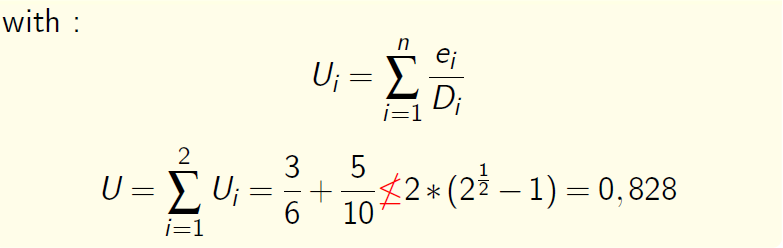 with :
U_i = \sum_{i=1}^{n} \frac{e_i}{D_i}
U = \sum_{i=1}^{2} U_i = \frac{3}{6} + \frac{5}{10} \nleq 2 * (2^{\frac{1}{2}} - 1) = 0,828